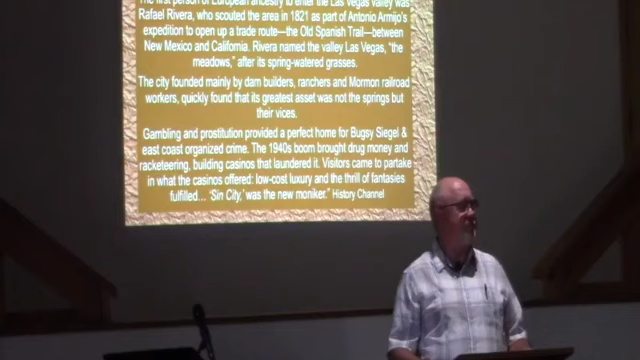 The first person of European ancestry to enter the Las Vegas valley was
Rafael Rivera, who scouted the area in 1821 as part of Antonio Armijo's
expedition to open up a trade route—the Old Spanish Trail—between
New Mexico and California. Rivera named the valley Las Vegas, "the
meadows," after its spring-watered grasses.
The city founded mainly by dam builders, ranchers and Mormon railroad
workers, quickly found that its greatest asset was not the springs but
their vices.
Gambling and prostitution provided a perfect home for Bugsy Siegel &
east coast organized crime. The 1940s boom brought drug money and
racketeering, building casinos that laundered it. Visitors came to partake
in what the casinos offered: low-cost luxury and the thrill of fantasies
fulfilled… 'Sin City,' was the new moniker." History Channel